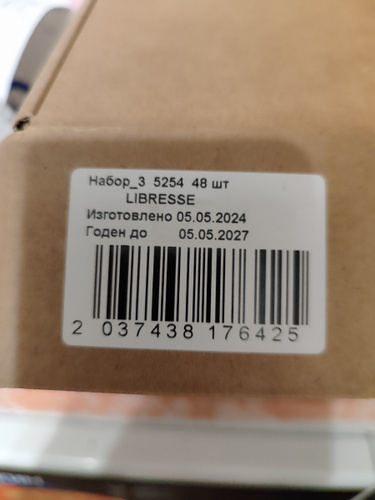 Набор_3 5254 48 шт
LIBRESSE
Изготовлено 05.05.2024
Годен до 05.05.2027
2 037438 176425